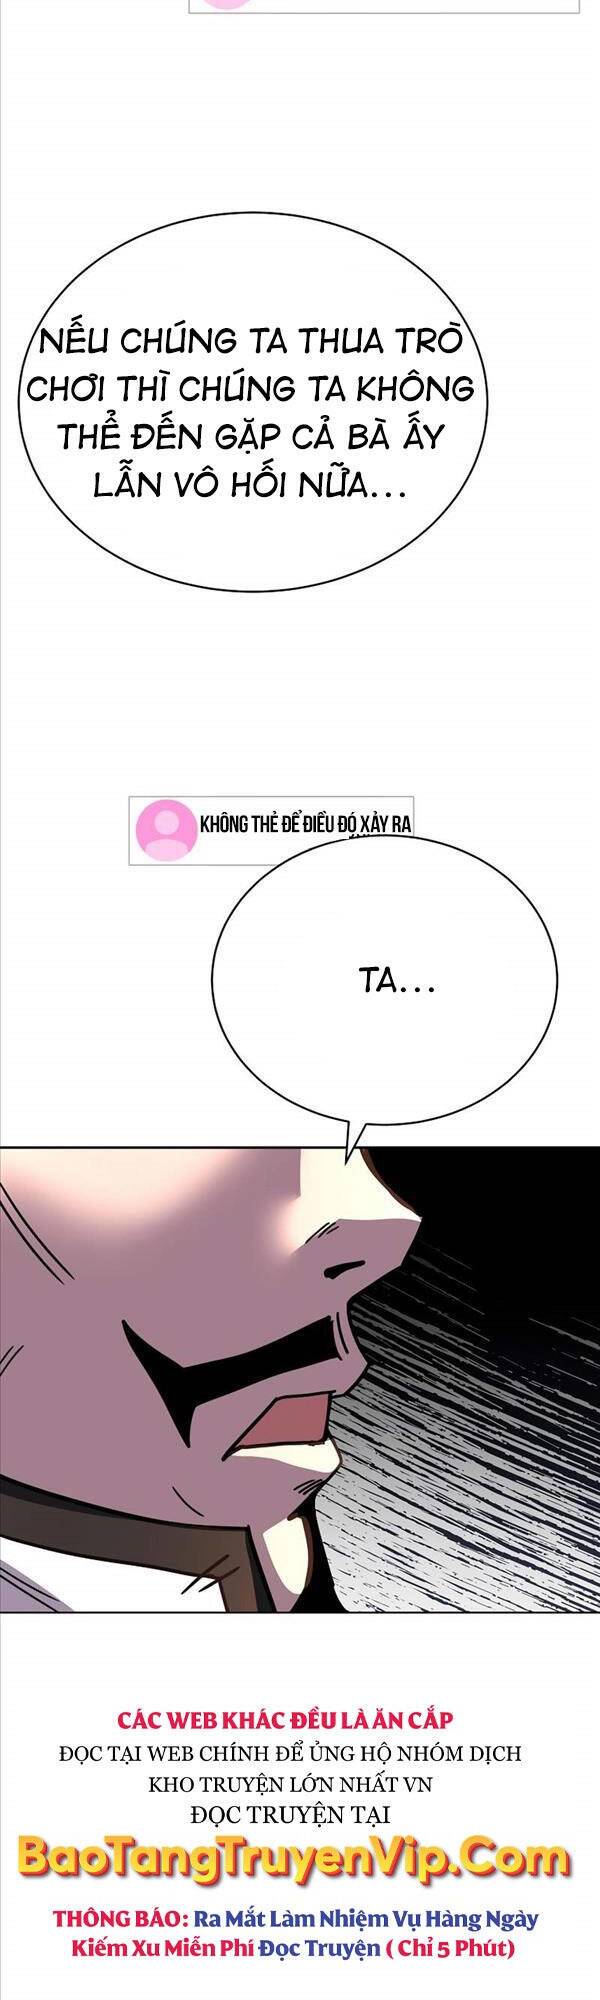 NẾU CHÚNG TA THUA TRÒ
CHƠI THÌ CHÚNG TA KHÔNG
THỂ ĐẾN GẶP CẢ BÀ ẤY
LẪN VÔ HỐI NỮA...
KHÔNG THẺ ĐỂ ĐIỀU ĐÓ XẢY RA
TA...
CÁC WEB KHÁC ĐỀU LÀ ĂN CẮP
ĐỌC TẠI WEB CHÍNH ĐỂ ỦNG HỘ NHÓM DỊCH
KHO TRUYỆN LỚN NHẤT VN
ĐỌC TRUYỆN TẠI
BaoTangTruyenVip.Com
THÔNG BÁO: Ra Mắt Làm Nhiệm Vụ Hàng Ngày
Kiếm Xu Miễn Phí Đọc Truyện ( Chỉ 5 Phút)